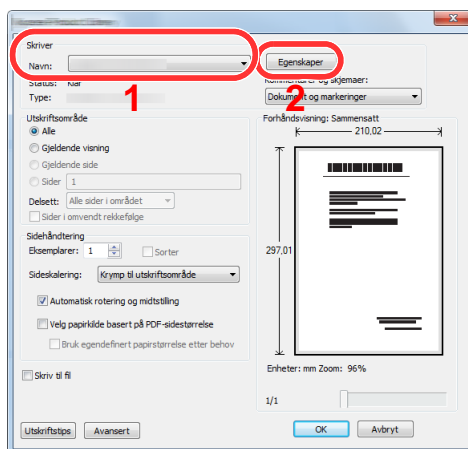 Skriver
Navn:
Egenskaper
Status: Klar
Kommentarer og skjemaer:
Type:
1
2
Dokument og markeringer
Utskriftsområde
Forhåndsvisning: Sammensatt
Alle
210,02
Gjeldende visning
Gjeldende side
Sider 1
Delsett: Alle sider i området
Sider i omvendt rekkefølge
Sidehåndtering
Eksemplarer: 1 Sorter
297,01
Sideskalering: Krymp til utskriftsområde
Automatisk rotering og midtstilling
Velg papirkilde basert på PDF-sidestørrelse
Bruk egendefinert papirstørrelse etter behov
Enheter: mm Zoom: 96%
Skriv til fil
1/1
Utskriftstips Avansert OK Avbryt